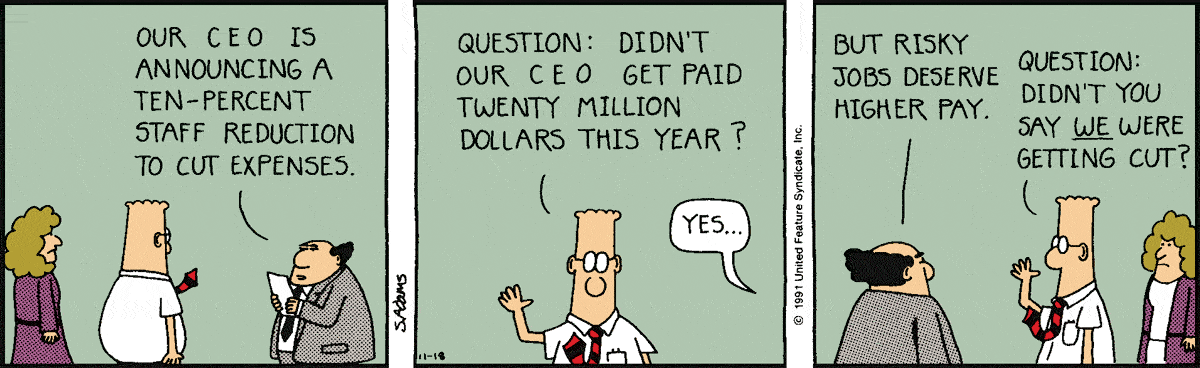 OUR CEO IS
ANNOUNCING A
TEN-PERCENT
STAFF REDUCTION
TO CUT EXPENSES.
S.Adams
QUESTION: DIDN'T
OUR CEO GET PAID
TWENTY MILLION
DOLLARS THIS YEAR?
YES...
11-18
© 1991 United Feature Syndicate, Inc.
BUT RISKY
JOBS DESERVE
HIGHER PAY.
QUESTION:
DIDN'T YOU
SAY WE WERE
GETTING CUT?